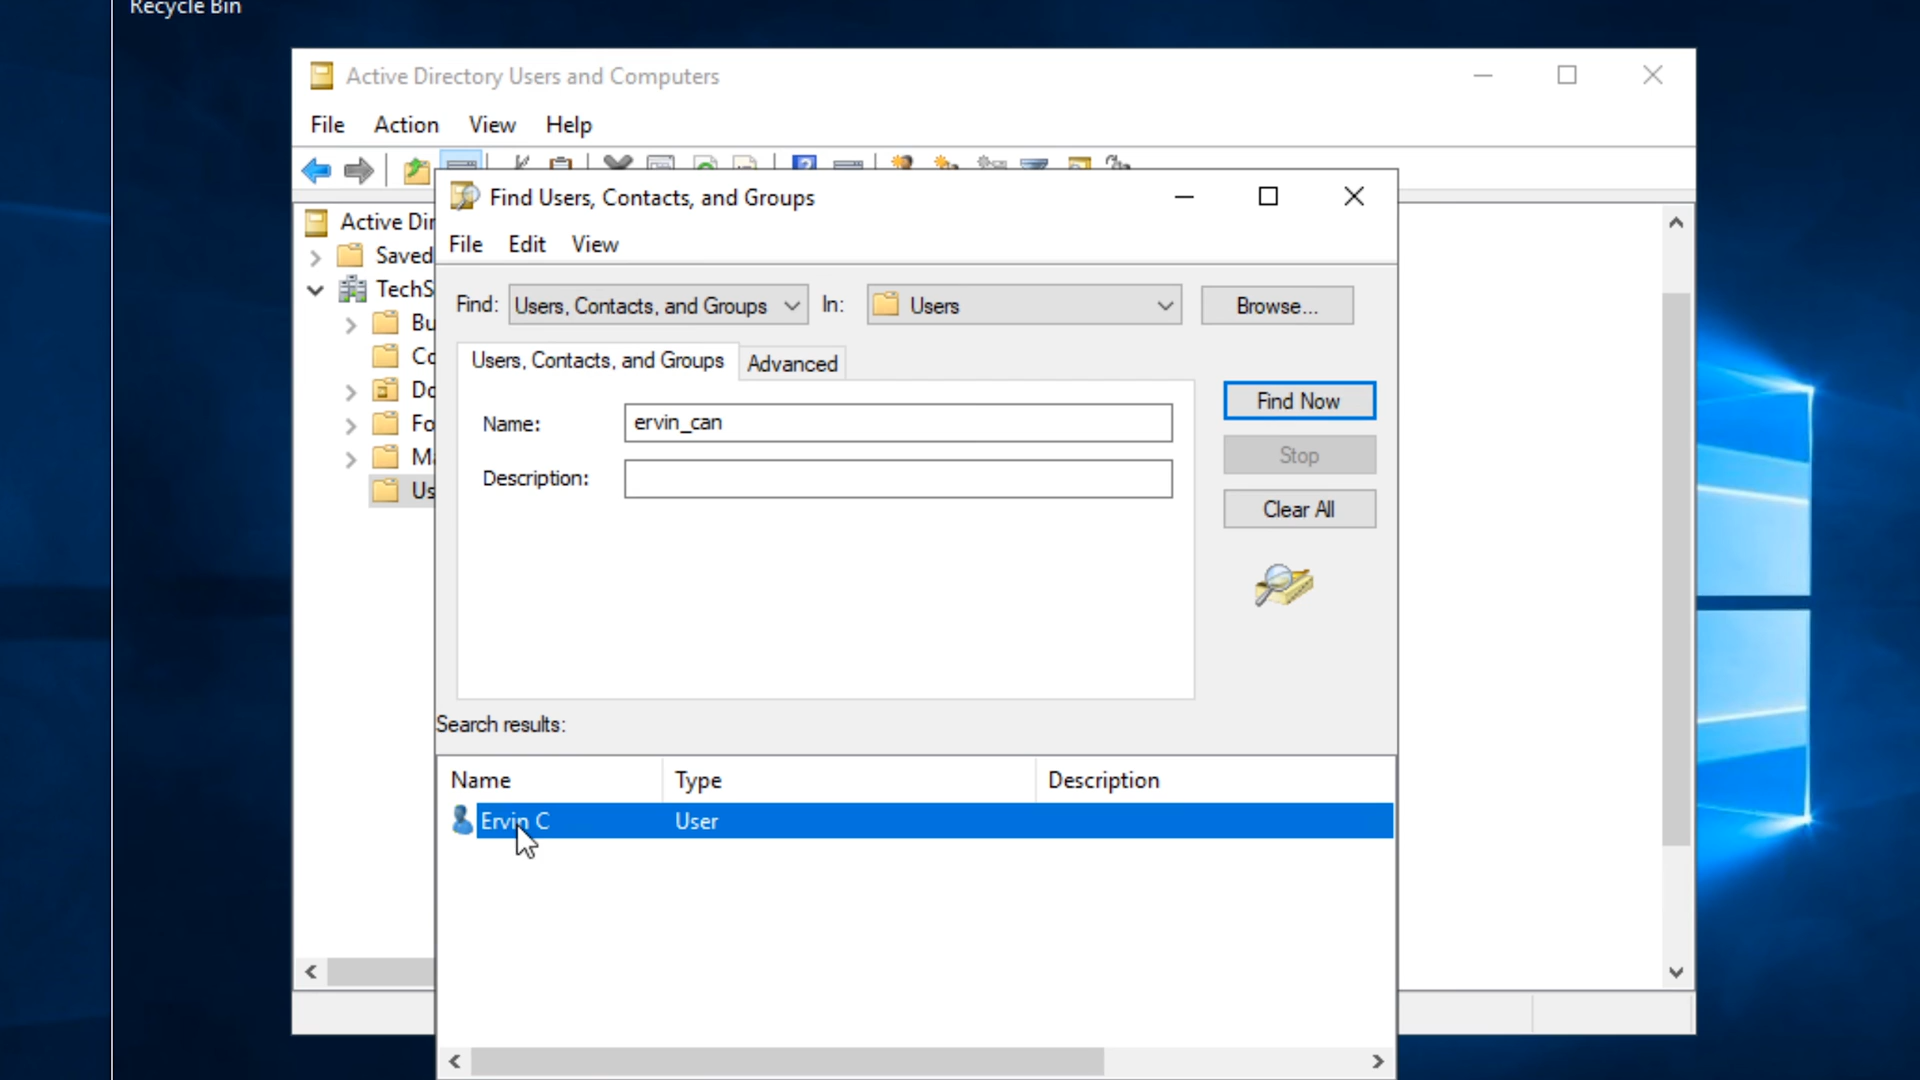 Recycle Bin
Active Directory Users and Computers
File Action View Help
Find Users, Contacts, and Groups
File Edit View
Active Dir
Saved
TechS
Bu
Co
Do
Fo
Ma
Us
Find: Users, Contacts, and Groups In: Users Browse...
Users, Contacts, and Groups Advanced
Name: ervin_can
Description:
Find Now
Stop
Clear All
Search results:
Name Type Description
Ervin C User